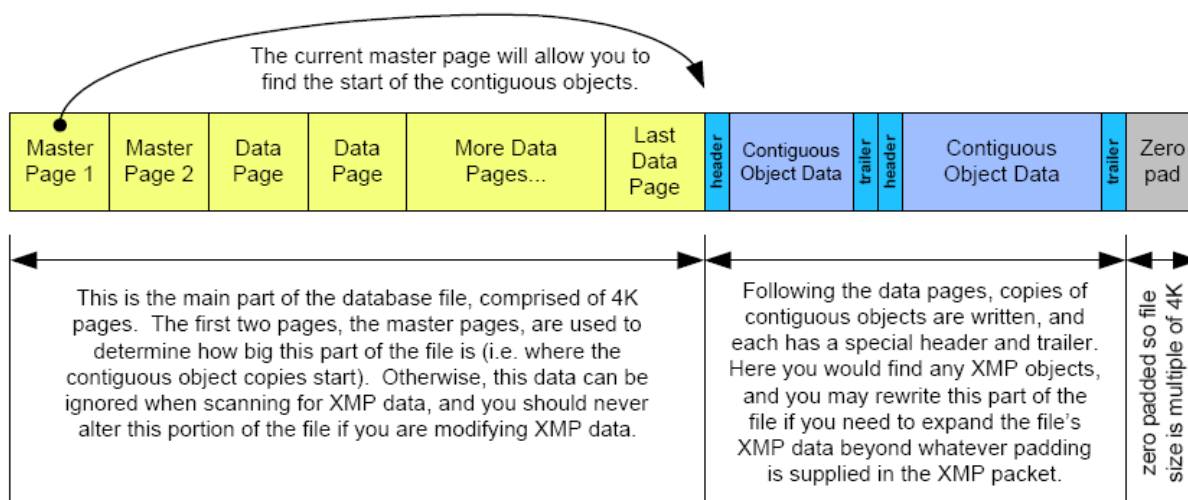 The current master page will allow you to
find the start of the contiguous objects.
Master
Page 1
Master
Page 2
Data
Page
Data
Page
More Data
Pages...
Last
Data
Page
header
Contiguous
Object Data
trailer
header
Contiguous
Object Data
trailer
Zero
pad
This is the main part of the database file, comprised of 4K
pages. The first two pages, the master pages, are used to
determine how big this part of the file is (i.e. where the
contiguous object copies start). Otherwise, this data can be
ignored when scanning for XMP data, and you should never
alter this portion of the file if you are modifying XMP data.
Following the data pages, copies of
contiguous objects are written, and
each has a special header and trailer.
Here you would find any XMP objects,
and you may rewrite this part of the
file if you need to expand the file's
XMP data beyond whatever padding
is supplied in the XMP packet.
zero padded so file
size is multiple of 4K